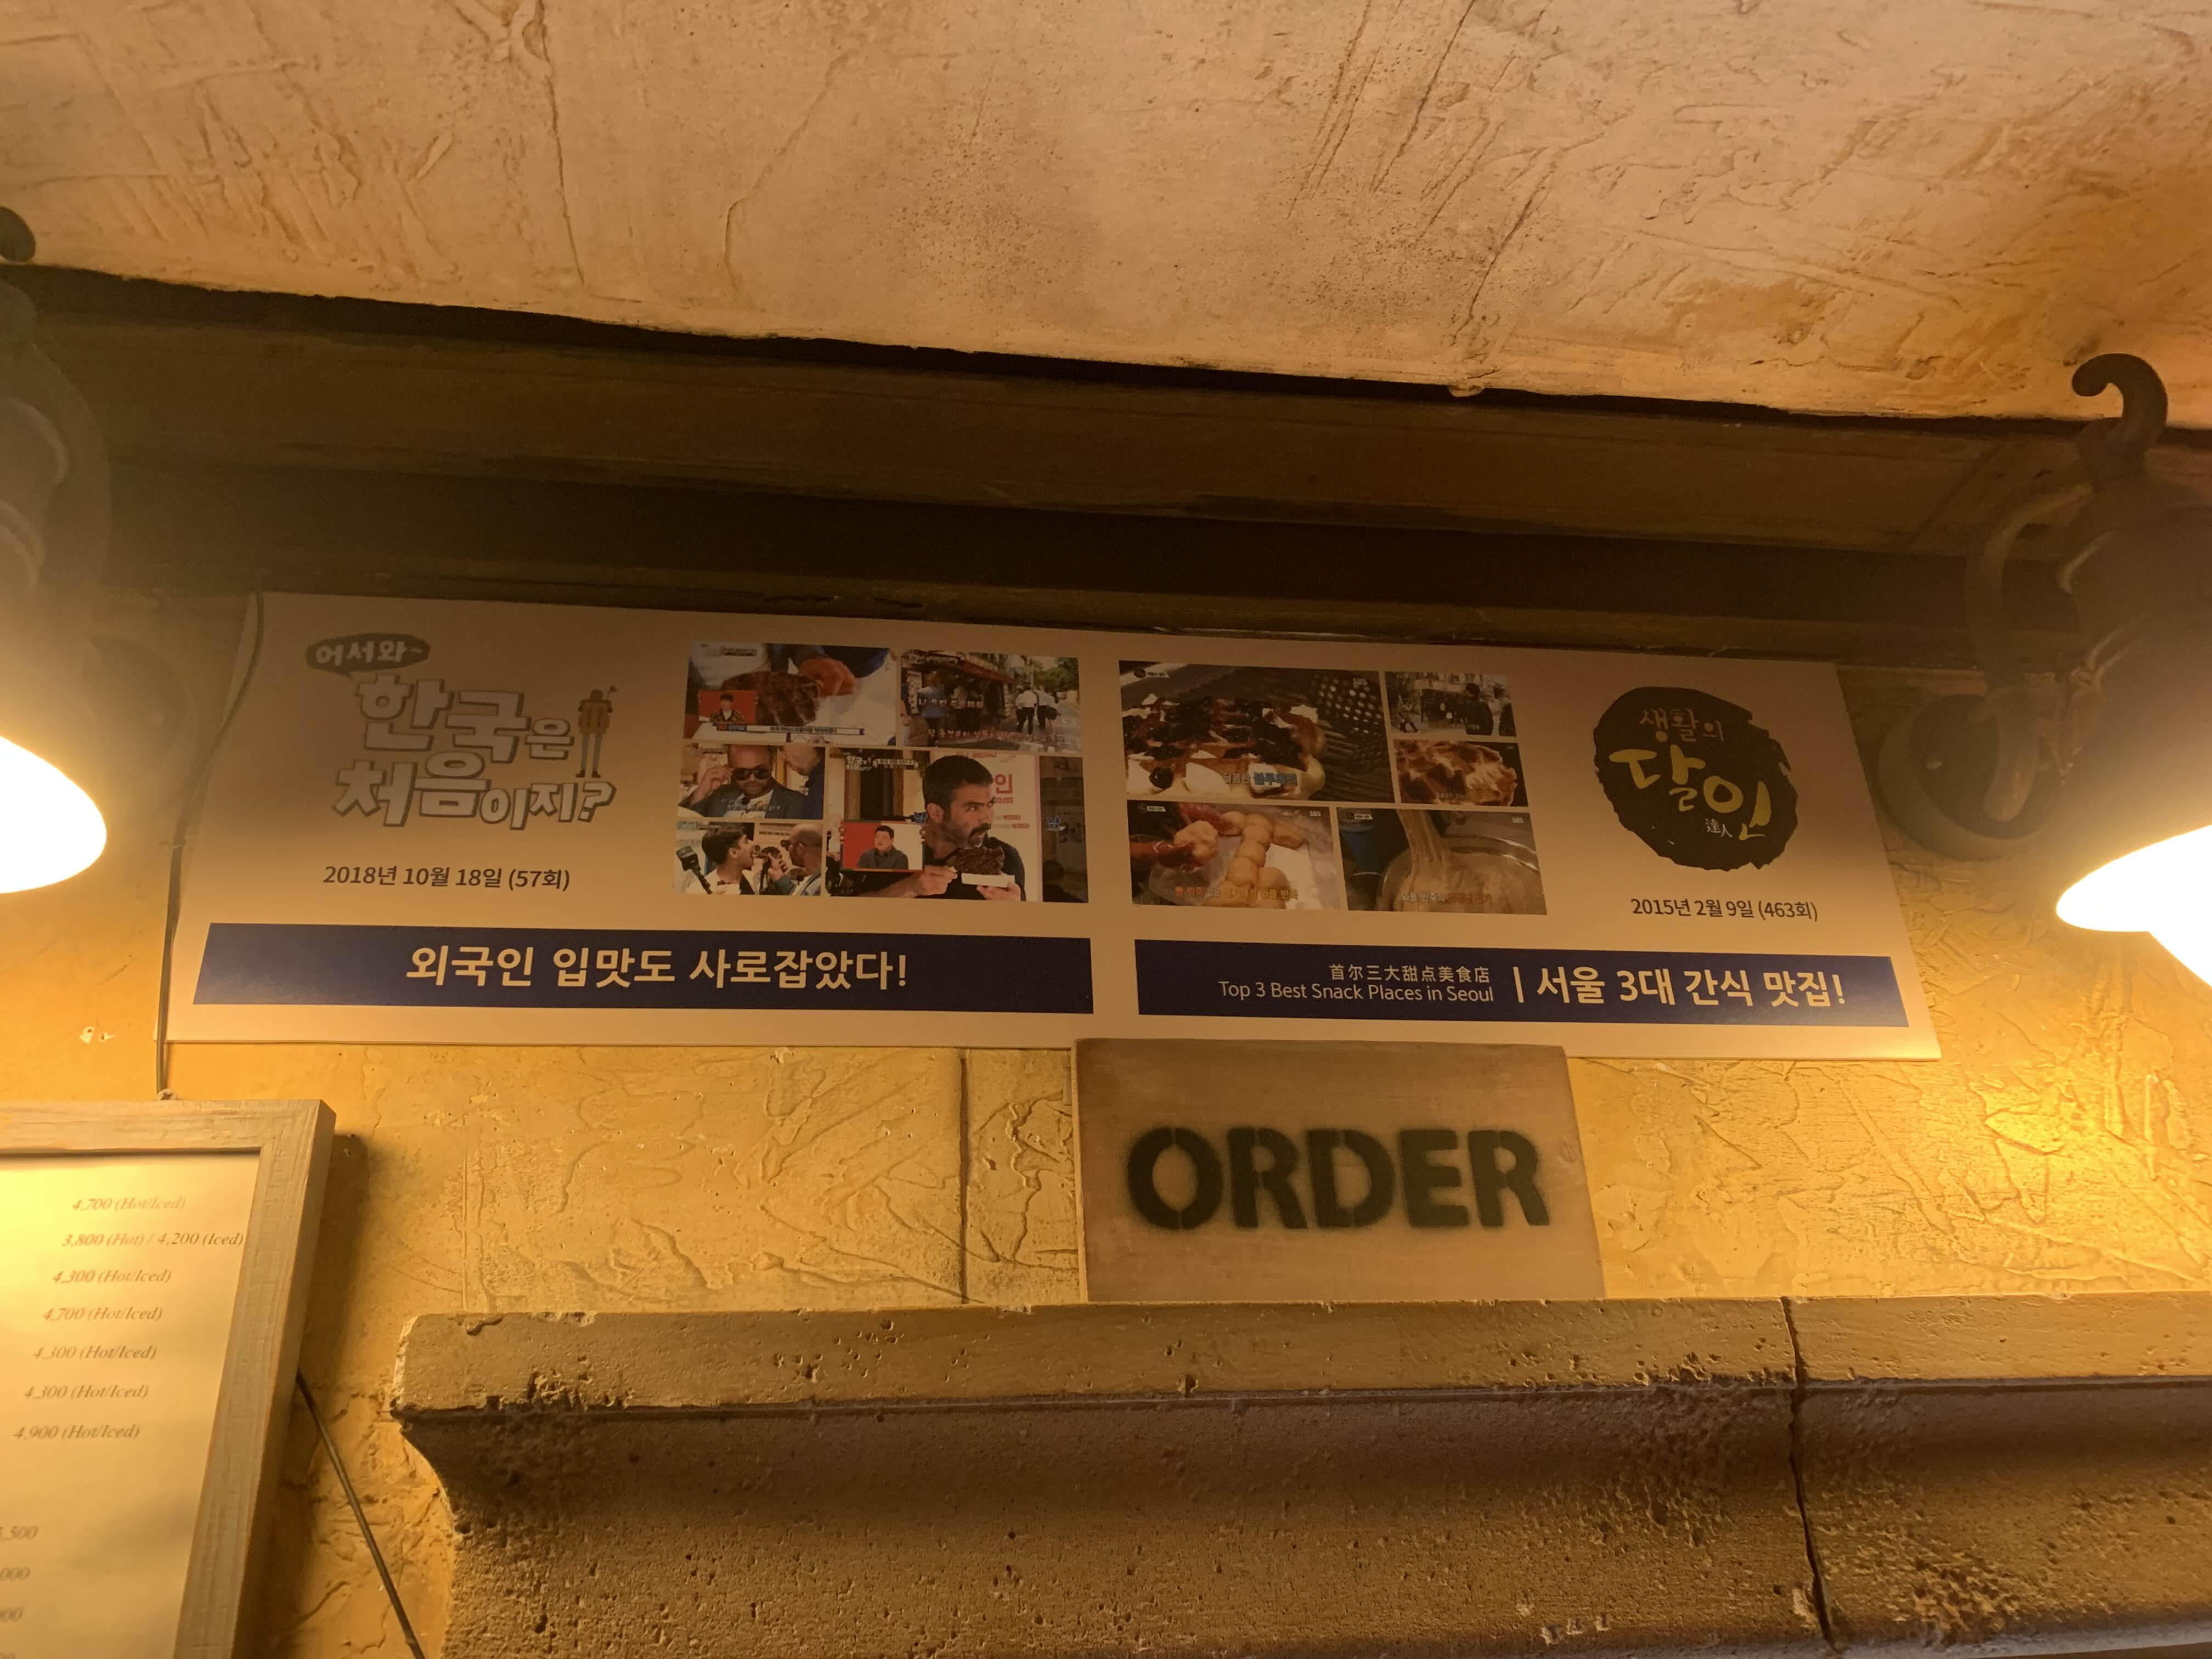 어서와~
한국은
처음이지?
2018년 10월 18일 (57회)
외국인 입맛도 사로잡았다!
생활의
달인
達人
2015년 2월 9일 (463회)
首尔三大甜点美食店
Top 3 Best Snack Places in Seoul
| 서울 3대 간식 맛집!
ORDER
4,700 (Hot/Iced)
3,800 (Hot) / 4,200 (Iced)
4,300 (Hot/Iced)
4,700 (Hot/Iced)
4,300 (Hot/Iced)
4,300 (Hot/Iced)
4,900 (Hot/Iced)